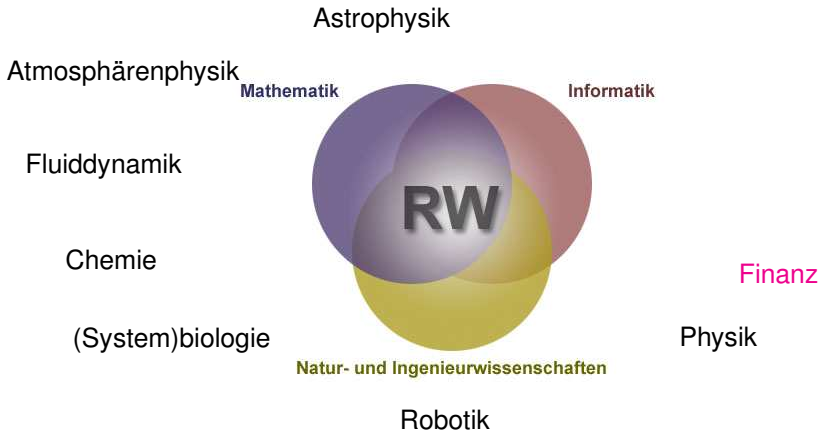 Astrophysik
Atmosphärenphysik
Mathematik
Informatik
Fluiddynamik
RW
Chemie
Finanz
(System)biologie
Physik
Natur- und Ingenieurwissenschaften
Robotik